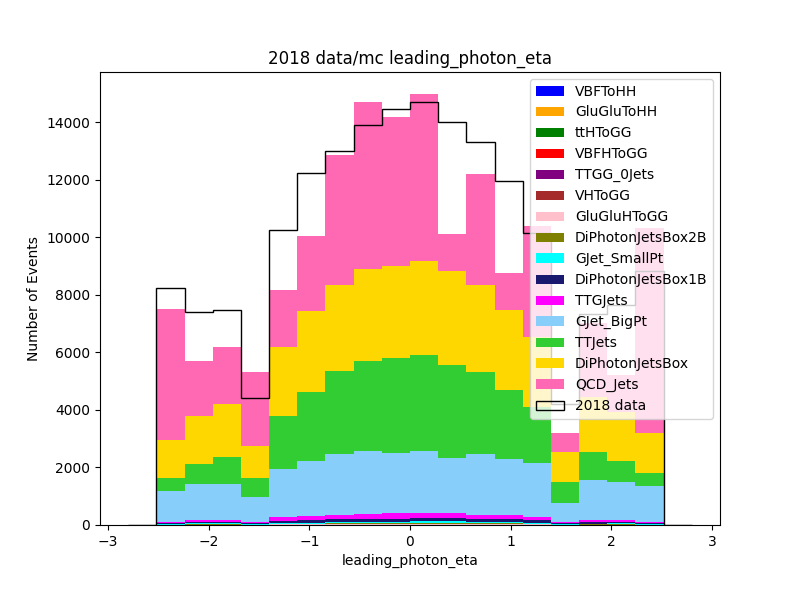 2018 data/mc leading_photon_eta
Number of Events
14000
12000
10000
8000
6000
4000
2000
0
−3
−2
−1
0
1
2
3
leading_photon_eta
VBFToHH
GluGluToHH
ttHToGG
VBFHToGG
TTGG_0Jets
VHToGG
GluGluHToGG
DiPhotonJetsBox2B
GJet_SmallPt
DiPhotonJetsBox1B
TTGJets
GJet_BigPt
TTJets
DiPhotonJetsBox
QCD_Jets
2018 data